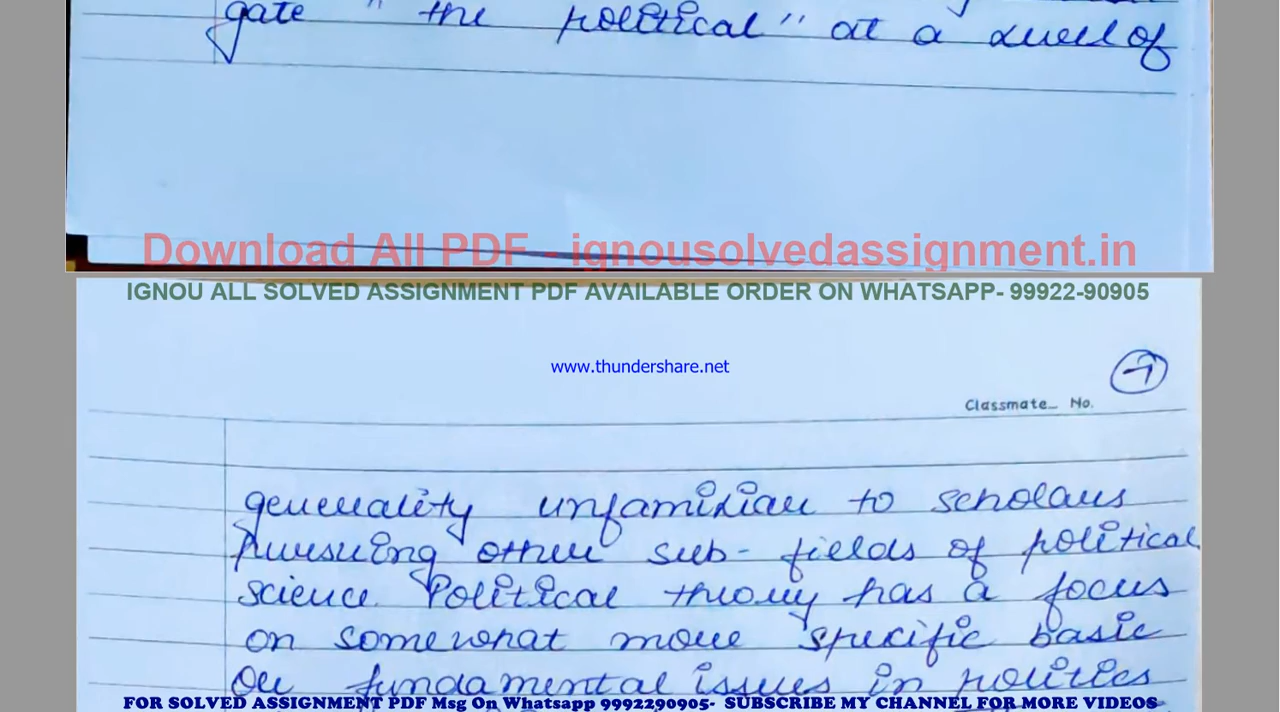 gate "the political" at a level of
Download All PDF - ignousolvedassignment.in
IGNOU ALL SOLVED ASSIGNMENT PDF AVAILABLE ORDER ON WHATSAPP- 99922-90905
www.thundershare.net
7
Classmate No.
generality unfamiliar to scholars
pursuing other sub- fields of political
science. Political theory has a focus
on somewhat more specific basic
or fundamental issues in politics
FOR SOLVED ASSIGNMENT PDF Msg On Whatsapp 9992290905- SUBSCRIBE MY CHANNEL FOR MORE VIDEOS